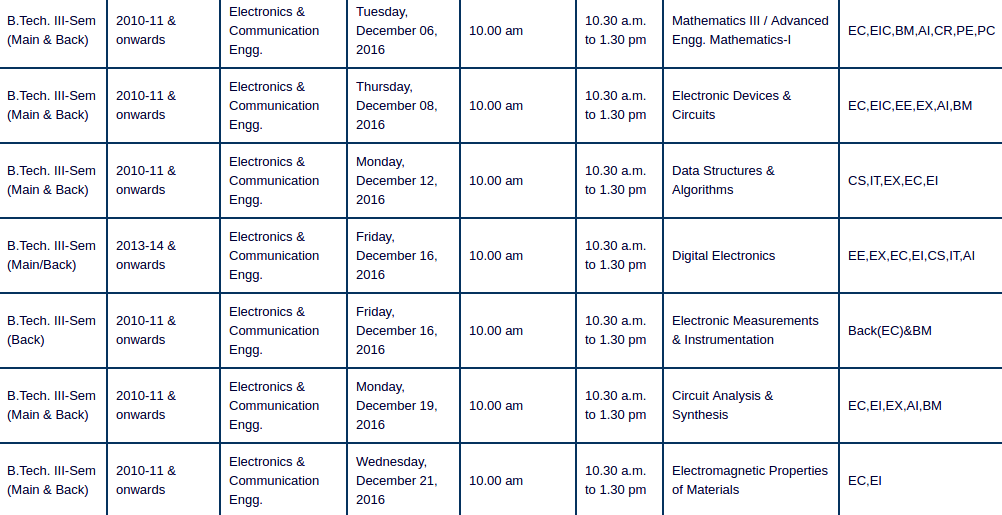 B.Tech. III-Sem
(Main & Back)
2010-11 &
onwards
Electronics &
Communication
Engg.
Tuesday,
December 06,
2016
10.00 am
10.30 a.m.
to 1.30 pm
Mathematics III / Advanced
Engg. Mathematics-I
EC,EIC,BM,AI,CR,PE,PC
B.Tech. III-Sem
(Main & Back)
2010-11 &
onwards
Electronics &
Communication
Engg.
Thursday,
December 08,
2016
10.00 am
10.30 a.m.
to 1.30 pm
Electronic Devices &
Circuits
EC,EIC,EE,EX,AI,BM
B.Tech. III-Sem
(Main & Back)
2010-11 &
onwards
Electronics &
Communication
Engg.
Monday,
December 12,
2016
10.00 am
10.30 a.m.
to 1.30 pm
Data Structures &
Algorithms
CS,IT,EX,EC,EI
B.Tech. III-Sem
(Main/Back)
2013-14 &
onwards
Electronics &
Communication
Engg.
Friday,
December 16,
2016
10.00 am
10.30 a.m.
to 1.30 pm
Digital Electronics
EE,EX,EC,EI,CS,IT,AI
B.Tech. III-Sem
(Back)
2010-11 &
onwards
Electronics &
Communication
Engg.
Friday,
December 16,
2016
10.00 am
10.30 a.m.
to 1.30 pm
Electronic Measurements
& Instrumentation
Back(EC)&BM
B.Tech. III-Sem
(Main & Back)
2010-11 &
onwards
Electronics &
Communication
Engg.
Monday,
December 19,
2016
10.00 am
10.30 a.m.
to 1.30 pm
Circuit Analysis &
Synthesis
EC,EI,EX,AI,BM
B.Tech. III-Sem
(Main & Back)
2010-11 &
onwards
Electronics &
Communication
Engg.
Wednesday,
December 21,
2016
10.00 am
10.30 a.m.
to 1.30 pm
Electromagnetic Properties
of Materials
EC,EI